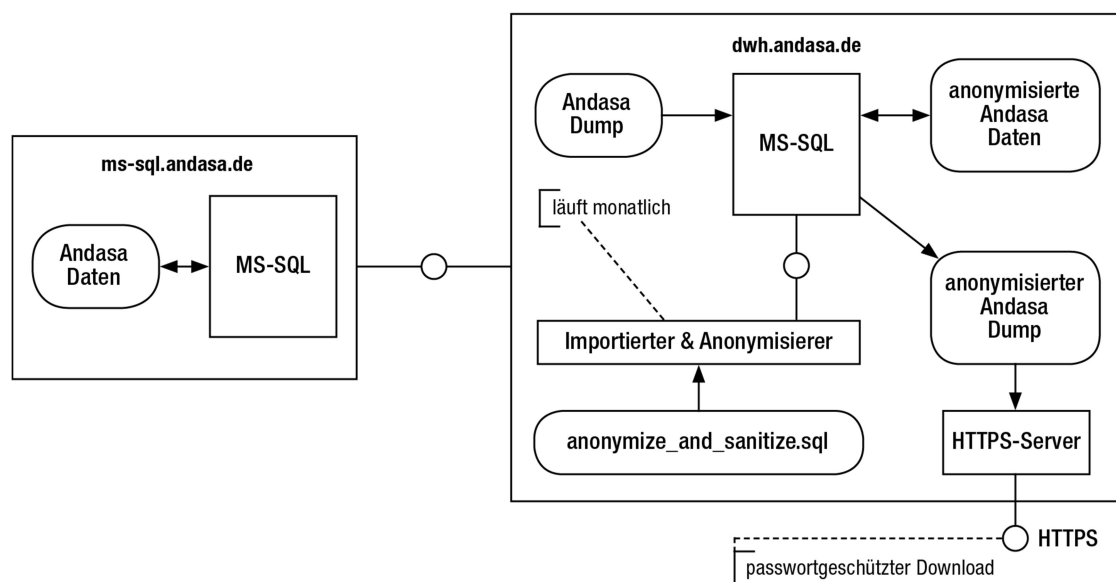 dwh.andasa.de
Andasa
Dump
MS-SQL
anonymisierte
Andasa
Daten
ms-sql.andasa.de
Andasa
Daten
MS-SQL
läuft monatlich
anonymisierter
Andasa
Dump
Importierter & Anonymisierer
anonymize_and_sanitize.sql
HTTPS-Server
HTTPS
passwortgeschützter Download